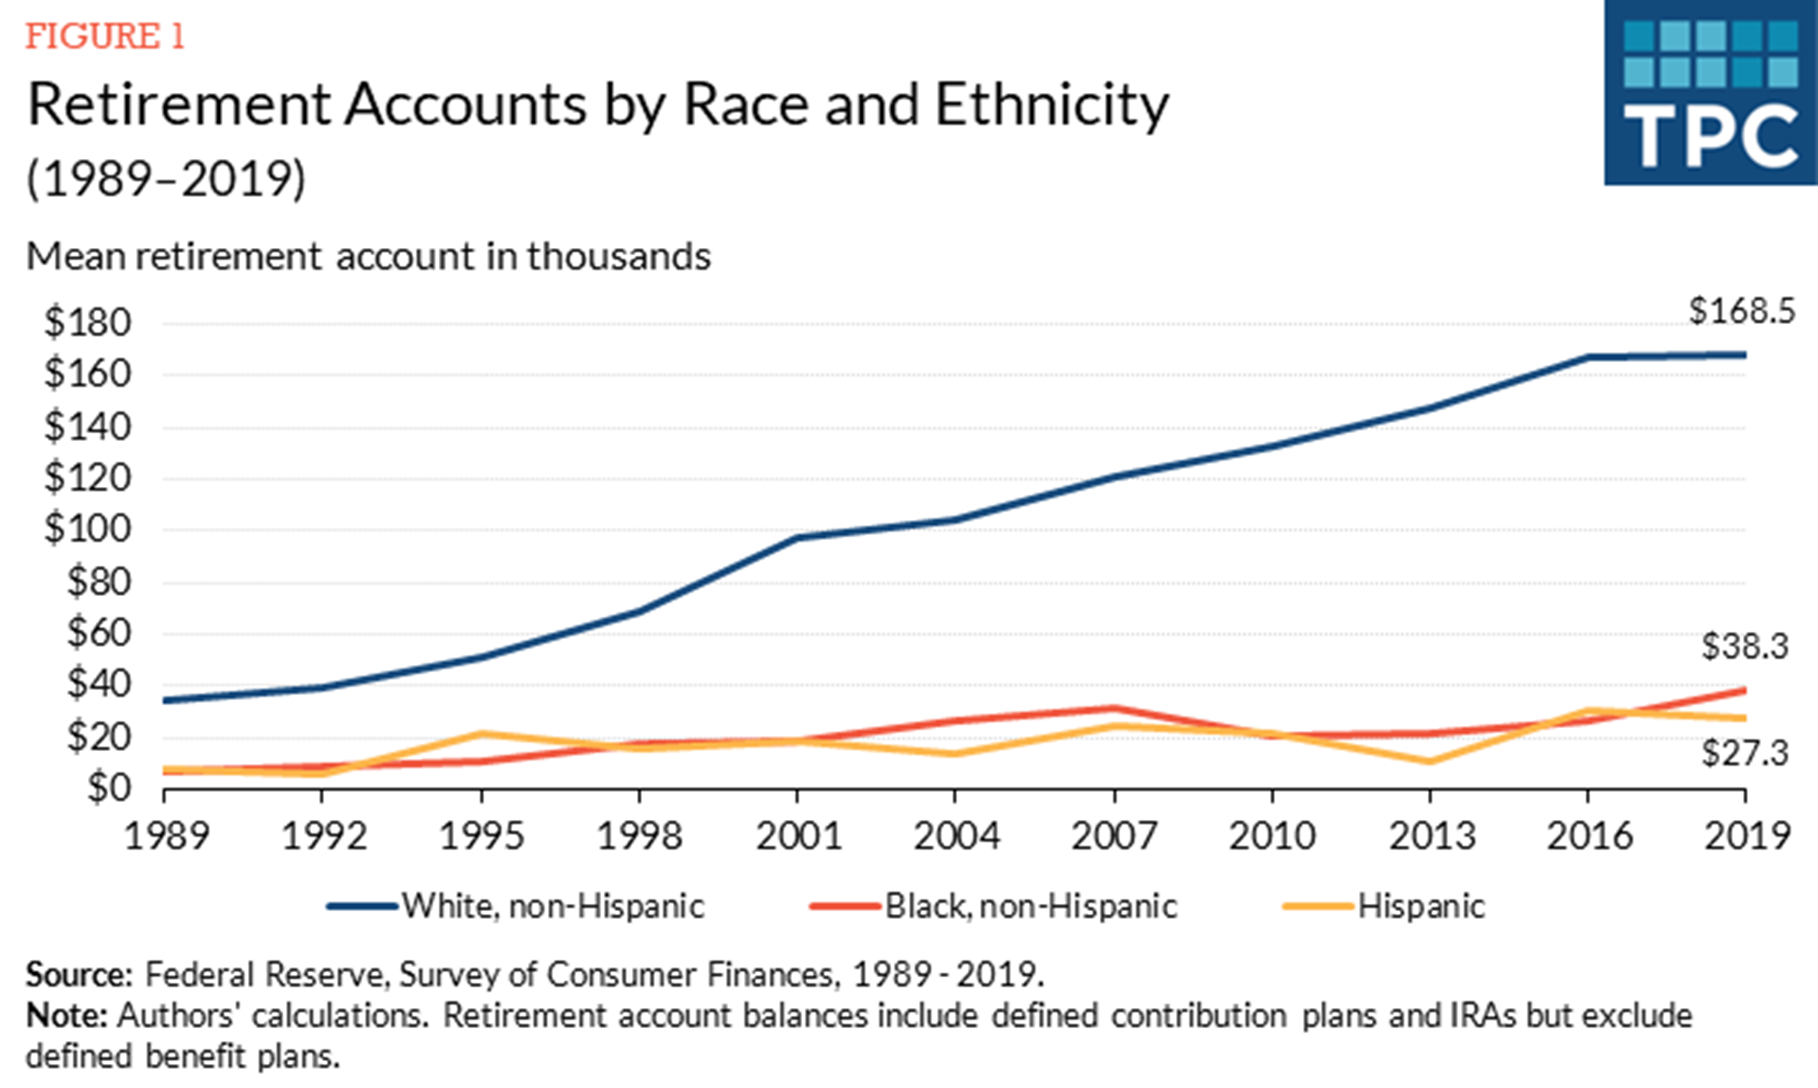 FIGURE 1
Retirement Accounts by Race and Ethnicity
(1989–2019)
TPC
Mean retirement account in thousands
$180
$160
$140
$120
$100
$80
$60
$40
$20
$0
$168.5
$38.3
$27.3
1989 1992 1995 1998 2001 2004 2007 2010 2013 2016 2019
White, non-Hispanic Black, non-Hispanic Hispanic
Source: Federal Reserve, Survey of Consumer Finances, 1989 - 2019.
Note: Authors' calculations. Retirement account balances include defined contribution plans and IRAs but exclude
defined benefit plans.